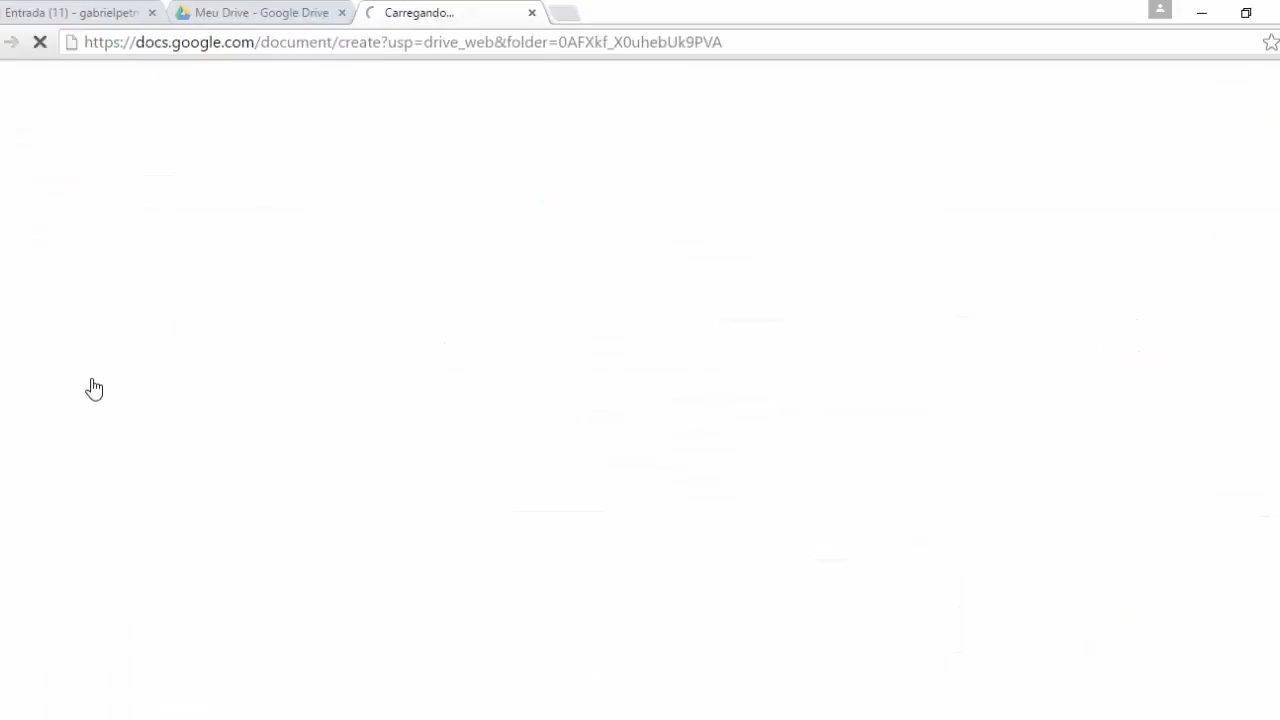 Entrada (11) - gabrielpetr
Meu Drive - Google Drive
Carregando...
https://docs.google.com/document/create?usp=drive_web&folder=0AFXkf_X0uhebUk9PVA